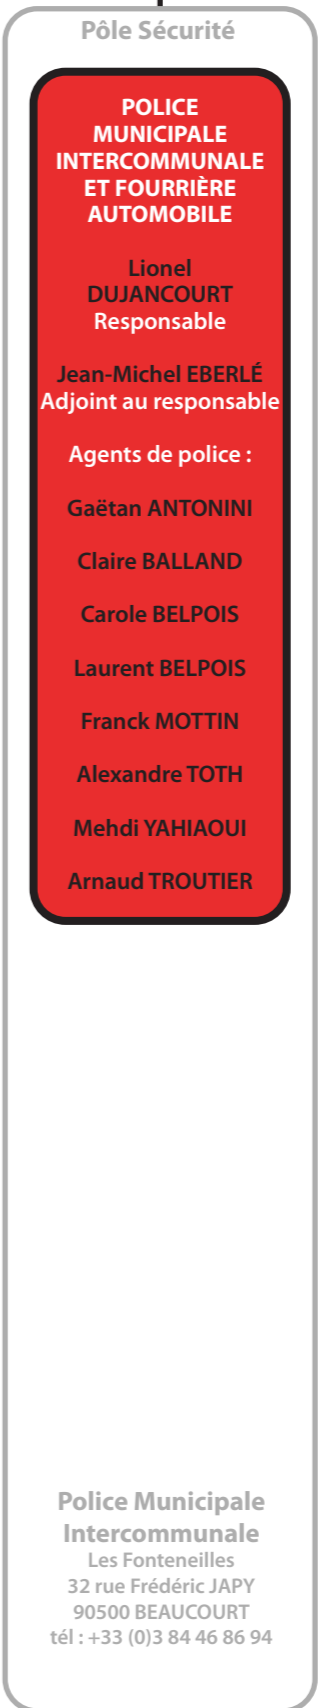 Pôle Sécurité
POLICE
MUNICIPALE
INTERCOMMUNALE
ET FOURRIÈRE
AUTOMOBILE
Lionel
DUJANCOURT
Responsable
Jean-Michel EBERLÉ
Adjoint au responsable
Agents de police :
Gaëtan ANTONINI
Claire BALLAND
Carole BELPOIS
Laurent BELPOIS
Franck MOTTIN
Alexandre TOTH
Mehdi YAHIAOUI
Arnaud TROUTIER
Police Municipale
Intercommunale
Les Fonteneilles
32 rue Frédéric JAPY
90500 BEAUCOURT
tél : +33 (0)3 84 46 86 94